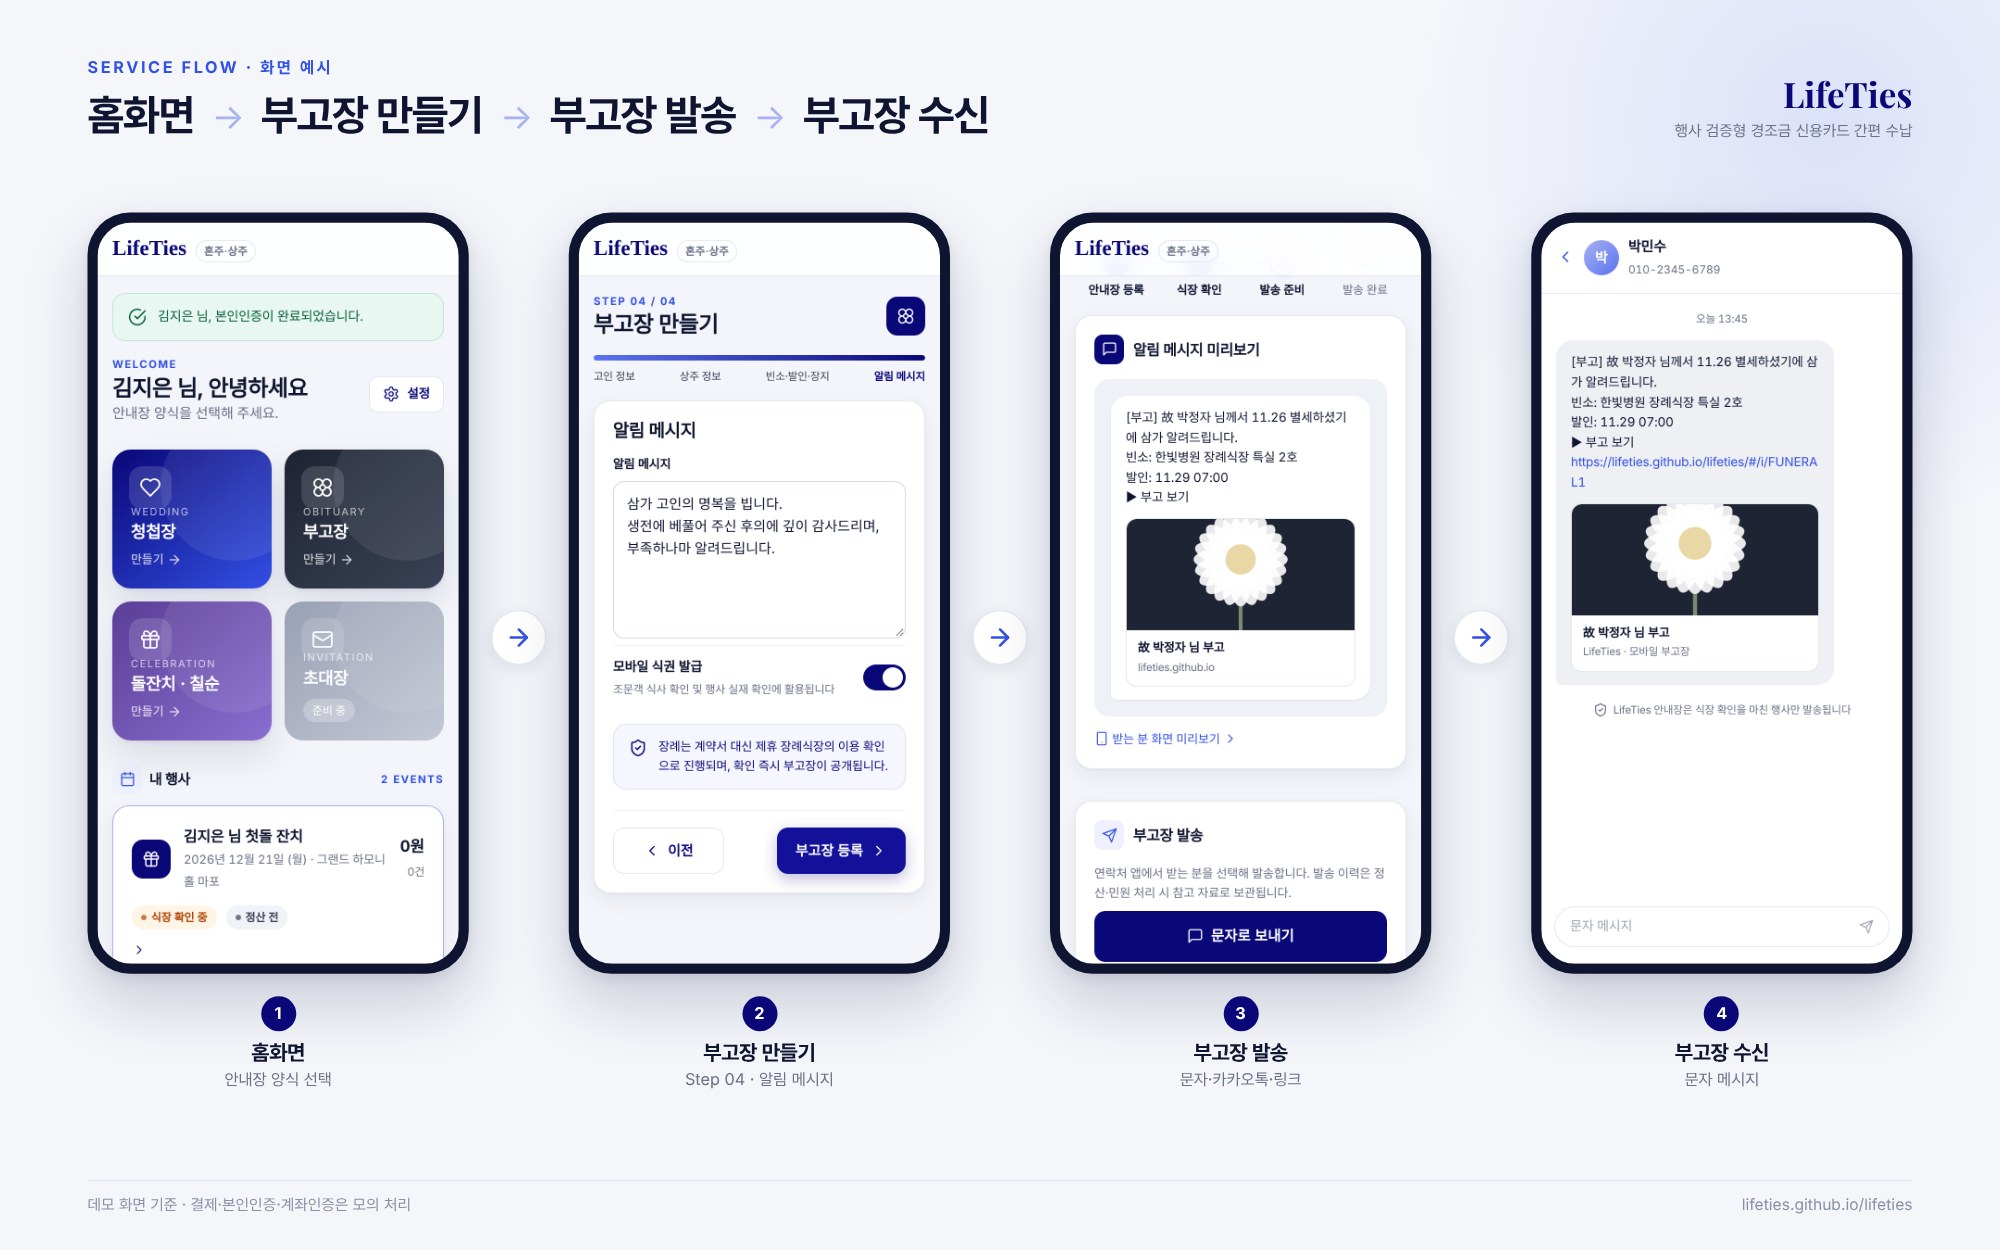 SERVICE FLOW · 화면 예시
홈화면 → 부고장 만들기 → 부고장 발송 → 부고장 수신
LifeTies
행사 검증형 경조금 신용카드 간편 수납
LifeTies 혼주·상주
김지은 님, 본인인증이 완료되었습니다.
WELCOME
김지은 님, 안녕하세요
안내장 양식을 선택해 주세요.
설정
WEDDING
청첩장
만들기 →
OBITUARY
부고장
만들기 →
CELEBRATION
돌잔치 · 칠순
만들기 →
INVITATION
초대장
준비 중
내 행사
2 EVENTS
김지은 님 첫돌 잔치
2026년 12월 21일 (월) · 그랜드 하모니
홀 마포
0원
0건
식장 확인 중
정산 전
1
홈화면
안내장 양식 선택
LifeTies 혼주·상주
STEP 04 / 04
부고장 만들기
고인 정보 상주 정보 빈소·발인·장지 알림 메시지
알림 메시지
알림 메시지
삼가 고인의 명복을 빕니다.
생전에 베풀어 주신 후의에 깊이 감사드리며,
부족하나마 알려드립니다.
모바일 식권 발급
조문객 식사 확인 및 행사 실재 확인에 활용됩니다
장례는 계약서 대신 제휴 장례식장의 이용 확인
으로 진행되며, 확인 즉시 부고장이 공개됩니다.
이전
부고장 등록
2
부고장 만들기
Step 04 · 알림 메시지
LifeTies 혼주·상주
안내장 등록 식장 확인 발송 준비 발송 완료
알림 메시지 미리보기
[부고] 故 박정자 님께서 11.26 별세하셨기
에 삼가 알려드립니다.
빈소: 한빛병원 장례식장 특실 2호
발인: 11.29 07:00
▶ 부고 보기
故 박정자 님 부고
lifeties.github.io
받는 분 화면 미리보기
부고장 발송
연락처 앱에서 받는 분을 선택해 발송합니다. 발송 이력은 정
산·민원 처리 시 참고 자료로 보관됩니다.
문자로 보내기
3
부고장 발송
문자·카카오톡·링크
박
박민수
010-2345-6789
오늘 13:45
[부고] 故 박정자 님께서 11.26 별세하셨기에 삼
가 알려드립니다.
빈소: 한빛병원 장례식장 특실 2호
발인: 11.29 07:00
▶ 부고 보기
https://lifeties.github.io/lifeties/#/i/FUNERA
L1
故 박정자 님 부고
LifeTies · 모바일 부고장
LifeTies 안내장은 식장 확인을 마친 행사만 발송됩니다
문자 메시지
4
부고장 수신
문자 메시지
데모 화면 기준 · 결제·본인인증·계좌인증은 모의 처리
lifeties.github.io/lifeties